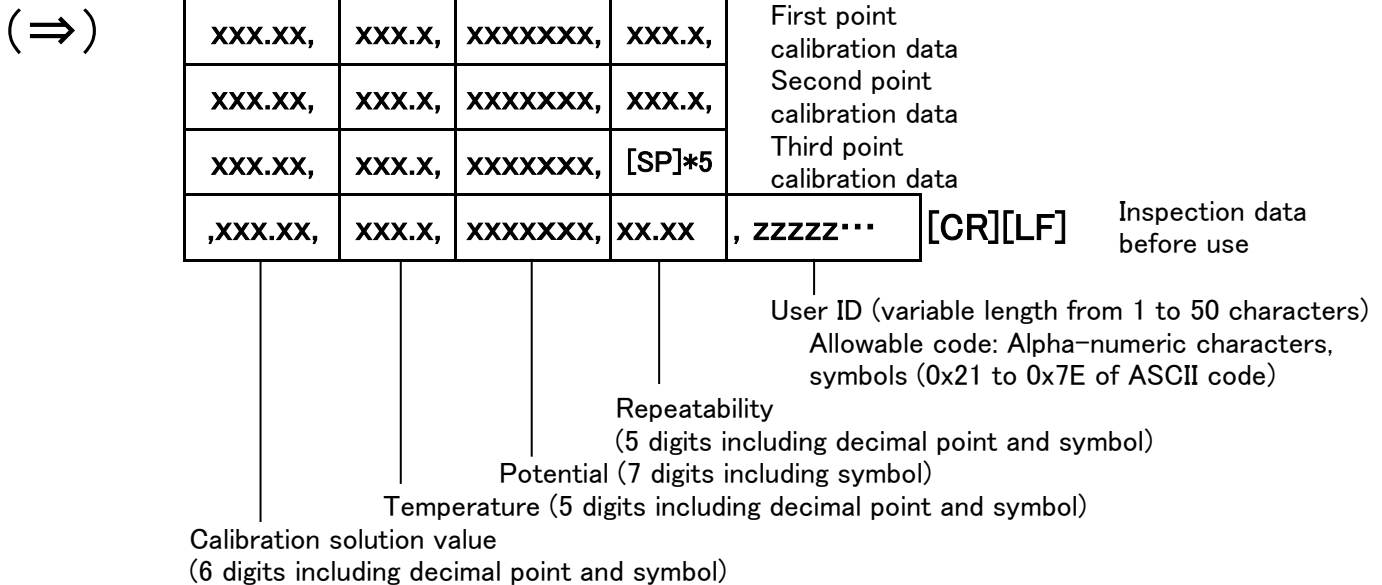 (⇒)
xxx.xx, xxx.x, xxxxxxx, xxx.x, First point
calibration data
xxx.xx, xxx.x, xxxxxxx, xxx.x, Second point
calibration data
xxx.xx, xxx.x, xxxxxxx, [SP]*5 Third point
calibration data
,xxx.xx, xxx.x, xxxxxxx, xx.xx , zzzzz… [CR][LF] Inspection data
before use
User ID (variable length from 1 to 50 characters)
Allowable code: Alpha-numeric characters,
symbols (0x21 to 0x7E of ASCII code)
Repeatability
(5 digits including decimal point and symbol)
Potential (7 digits including symbol)
Temperature (5 digits including decimal point and symbol)
Calibration solution value
(6 digits including decimal point and symbol)